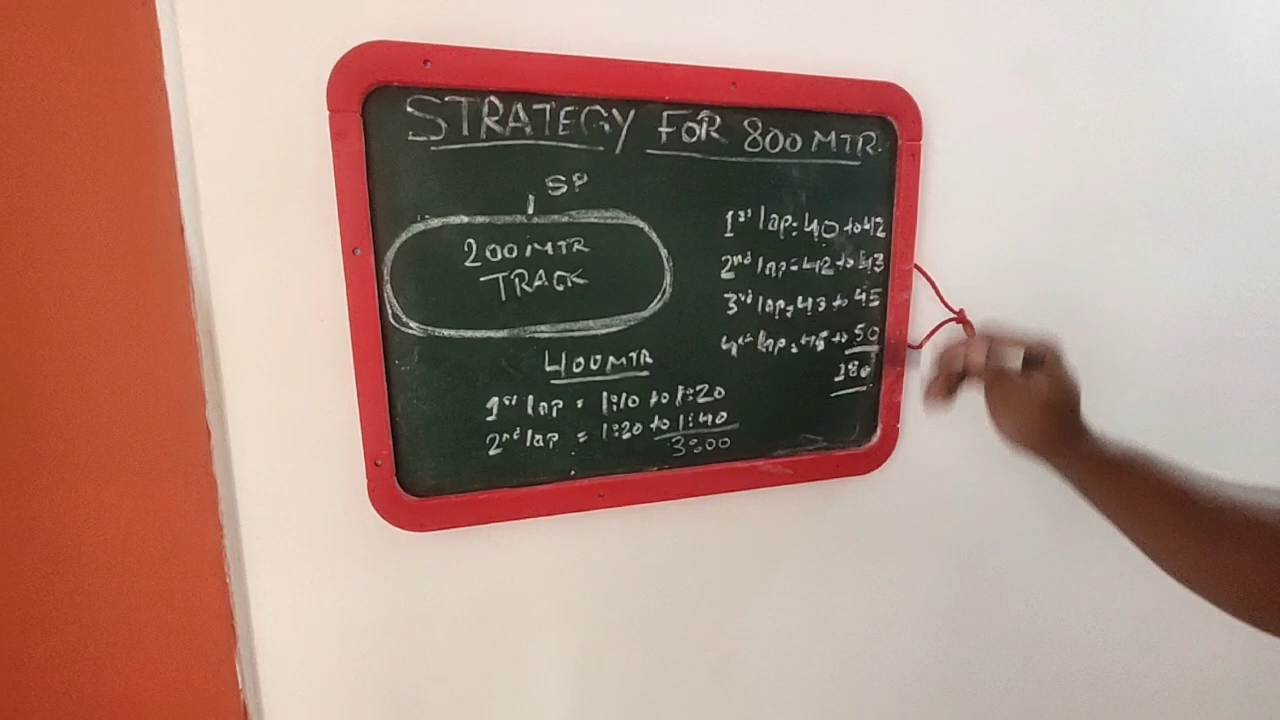 STRATEGY FOR 800 MTR.
SP
200 MTR
TRACK
1st lap = 40 to 42
2nd lap = 42 to 43
3rd lap = 43 to 45
4th lap = 45 to 50
180
400 MTR
1st lap = 1:10 to 1:20
2nd lap = 1:20 to 1:40
3:00